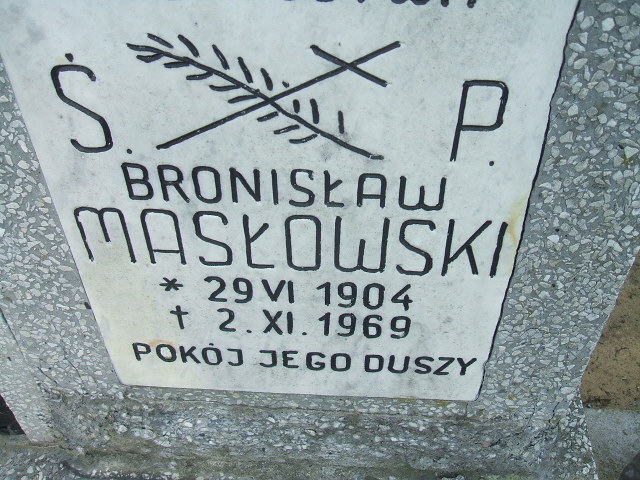 Ś. P.
BRONISŁAW
MASŁOWSKI
* 29 VI 1904
† 2. XI. 1969
POKÓJ JEGO DUSZY